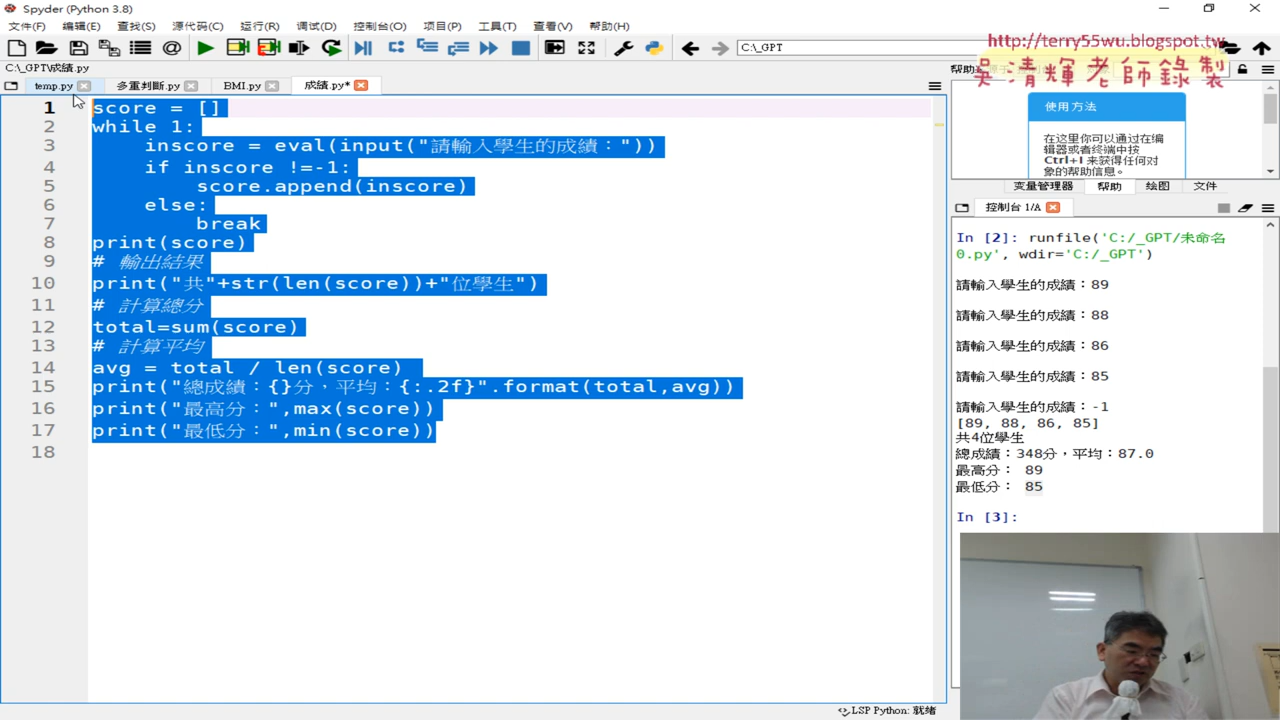 Spyder (Python 3.8)
文件(F) 编辑(E) 查找(S) 源代码(C) 运行(R) 调试(D) 控制台(O) 项目(P) 工具(T) 查看(V) 帮助(H)
C:\_GPT
http://terry55wu.blogspot.tw
吳清輝老師錄製
C:\_GPT\成績.py
temp.py 多重判斷.py BMI.py 成績.py*
1 score = []
2 while 1:
3 inscore = eval(input("請輸入學生的成績："))
4 if inscore !=-1:
5 score.append(inscore)
6 else:
7 break
8 print(score)
9 # 輸出結果
10 print("共"+str(len(score))+"位學生")
11 # 計算總分
12 total=sum(score)
13 # 計算平均
14 avg = total / len(score)
15 print("總成績：{}分，平均：{:.2f}".format(total,avg))
16 print("最高分：",max(score))
17 print("最低分：",min(score))
18
帮助
使用方法
在这里你可以通过在编
辑器或者终端中按
Ctrl+I 来获得任何对
象的帮助信息。
变量管理器 帮助 绘图 文件
控制台 1/A
In [2]: runfile('C:/_GPT/未命名
0.py', wdir='C:/_GPT')
請輸入學生的成績：89
請輸入學生的成績：88
請輸入學生的成績：86
請輸入學生的成績：85
請輸入學生的成績：-1
[89, 88, 86, 85]
共4位學生
總成績：348分，平均：87.0
最高分： 89
最低分： 85
In [3]:
LSP Python: 就绪